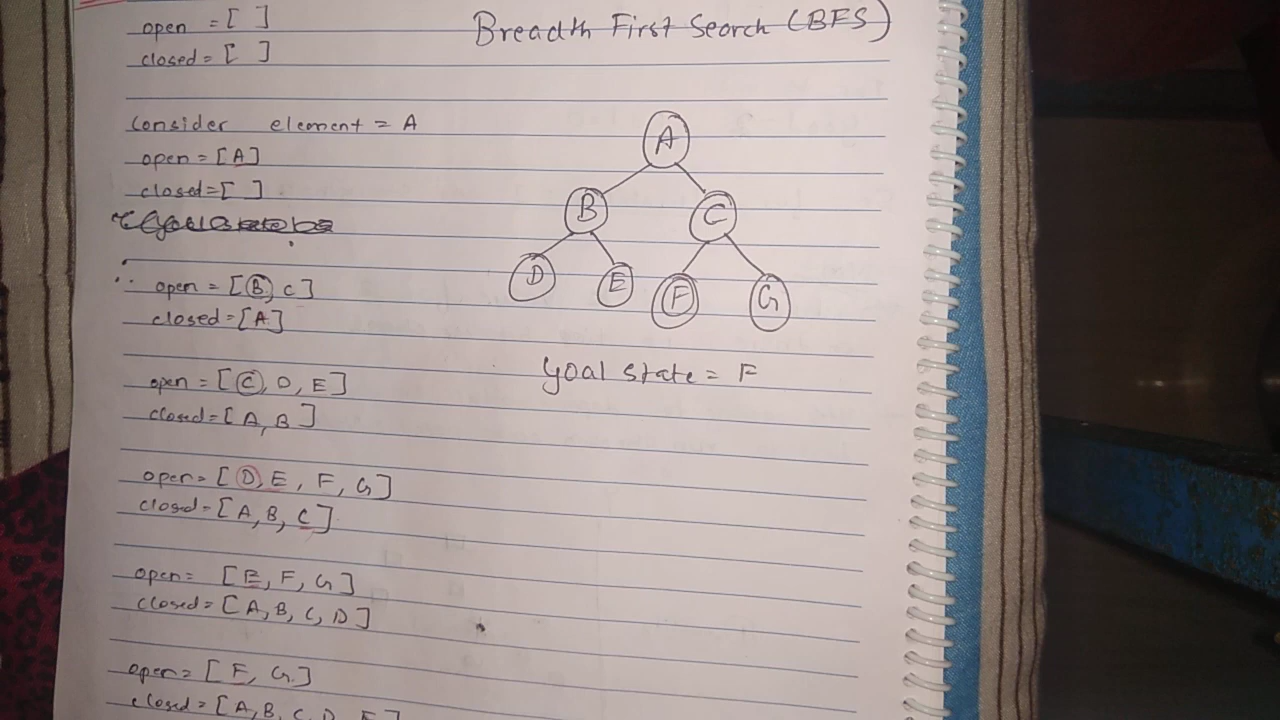 open = [ ]
closed = [ ]
Breadth First Search (BFS)
Consider element = A
open = [A]
closed = [ ]
open = [B, C]
closed = [A]
open = [C, D, E]
closed = [A, B]
open = [D, E, F, G]
closed = [A, B, C]
open = [E, F, G]
closed = [A, B, C, D]
open = [F, G]
closed = [A, B, C, D, E]
A
B C
D E F G
Goal state = F